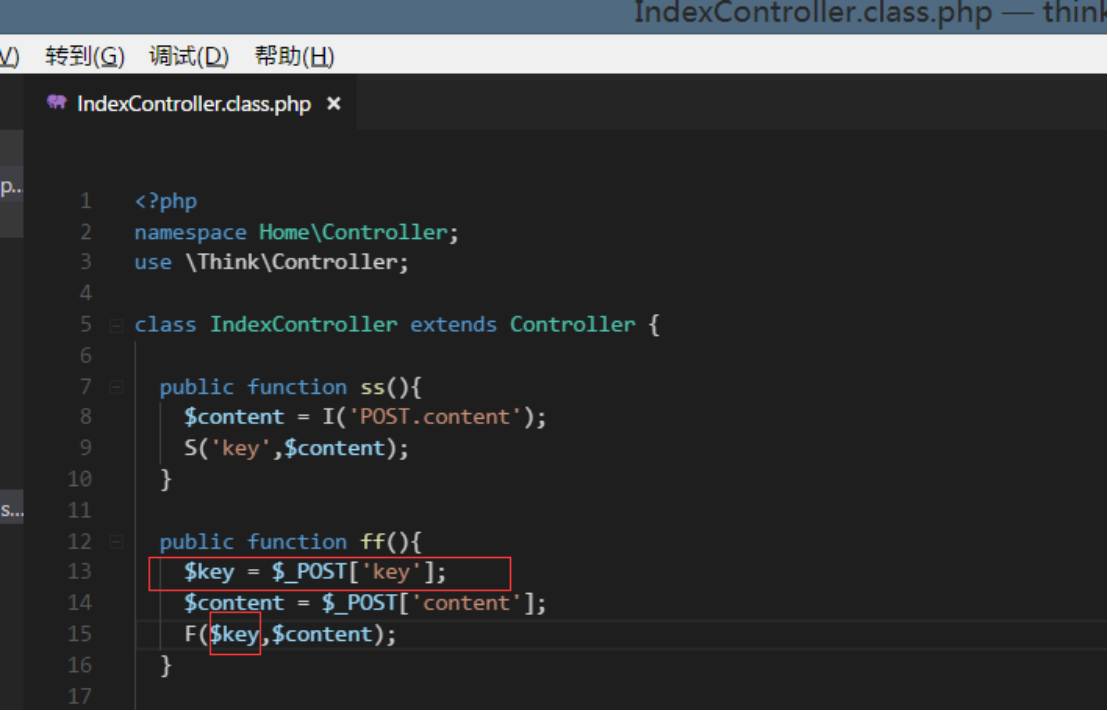 IndexController.class.php — think
V) 转到(G) 调试(D) 帮助(H)
IndexController.class.php ×
p...
1 <?php
2 namespace Home\Controller;
3 use \Think\Controller;
4
5 class IndexController extends Controller {
6
7 public function ss(){
8 $content = I('POST.content');
9 S('key',$content);
10 }
s...
11
12 public function ff(){
13 $key = $_POST['key'];
14 $content = $_POST['content'];
15 F($key,$content);
16 }
17